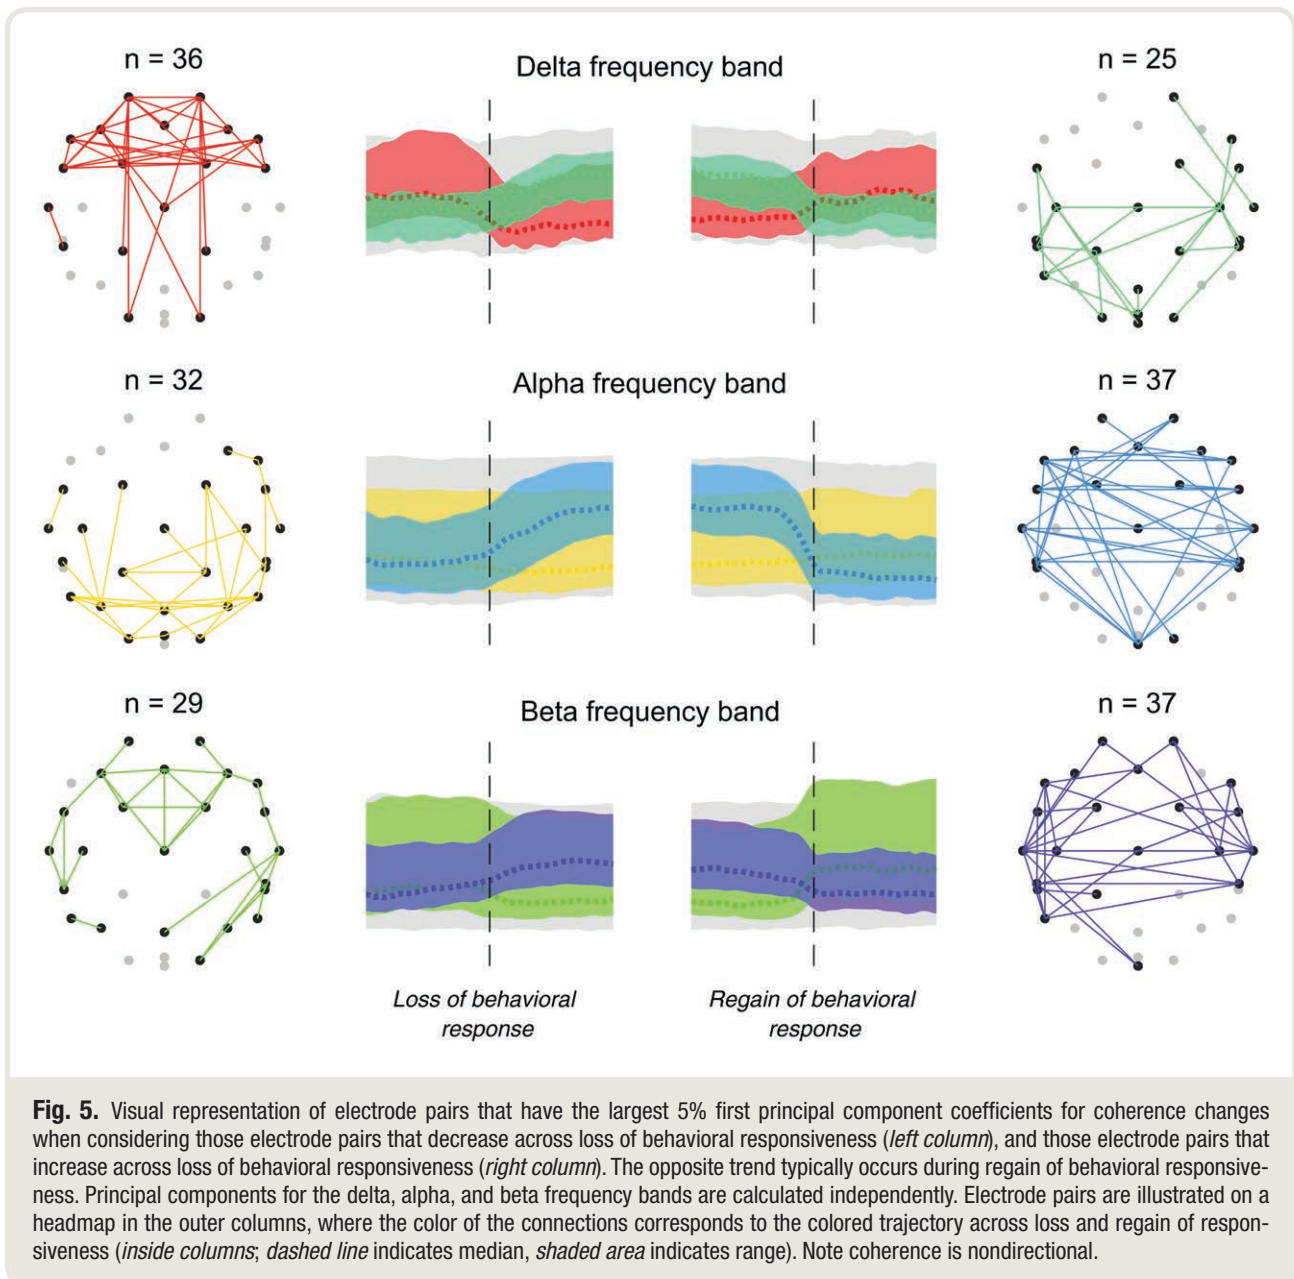 n = 36
Delta frequency band
n = 25
n = 32
Alpha frequency band
n = 37
n = 29
Beta frequency band
n = 37
Loss of behavioral
response
Regain of behavioral
response
Fig. 5. Visual representation of electrode pairs that have the largest 5% first principal component coefficients for coherence changes
when considering those electrode pairs that decrease across loss of behavioral responsiveness (left column), and those electrode pairs that
increase across loss of behavioral responsiveness (right column). The opposite trend typically occurs during regain of behavioral responsive-
ness. Principal components for the delta, alpha, and beta frequency bands are calculated independently. Electrode pairs are illustrated on a
headmap in the outer columns, where the color of the connections corresponds to the colored trajectory across loss and regain of respon-
siveness (inside columns; dashed line indicates median, shaded area indicates range). Note coherence is nondirectional.